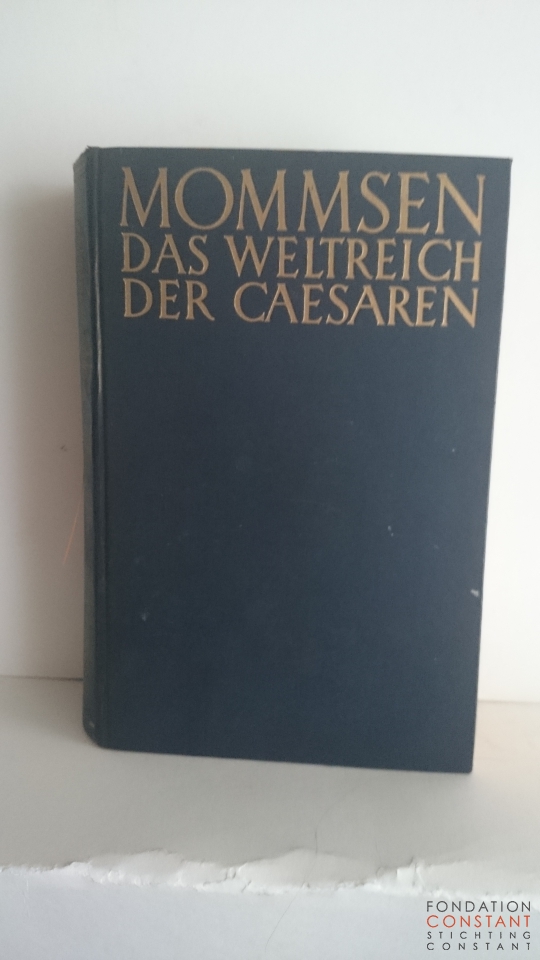 MOMMSEN
DAS WELTREICH
DER CAESAREN
FONDATION
CONSTANT
STICHTING
CONSTANT